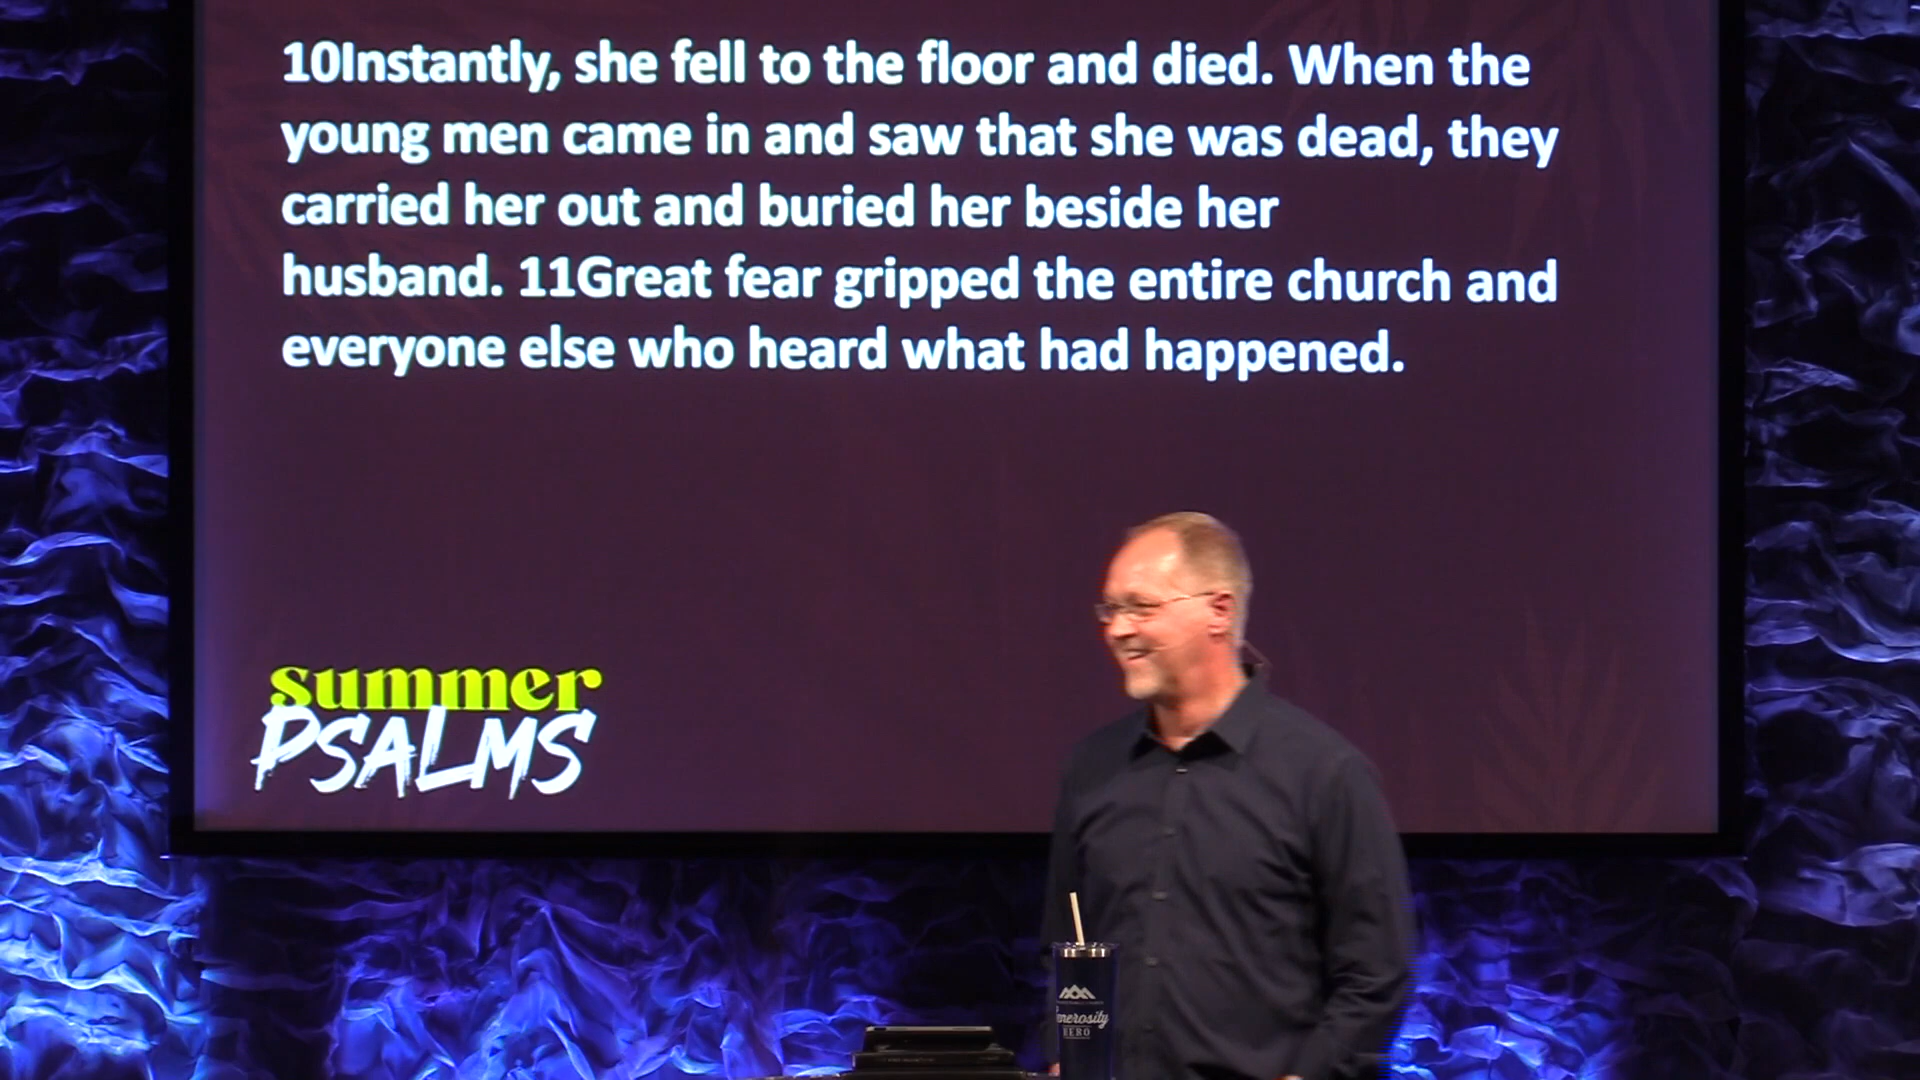 10Instantly, she fell to the floor and died. When the
young men came in and saw that she was dead, they
carried her out and buried her beside her
husband. 11Great fear gripped the entire church and
everyone else who heard what had happened.
summer
PSALMS
Generosity
HERO